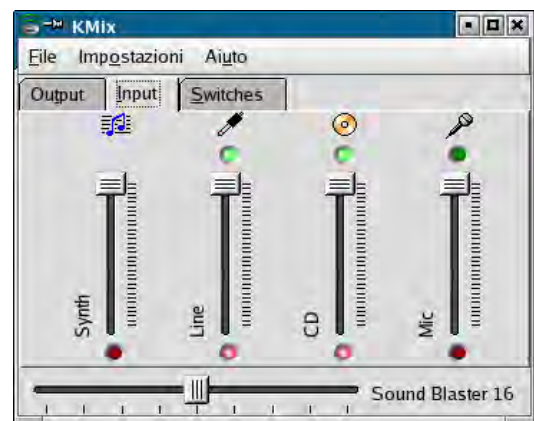 KMix
File Impostazioni Aiuto
Output Input Switches
Synth Line CD Mic
Sound Blaster 16